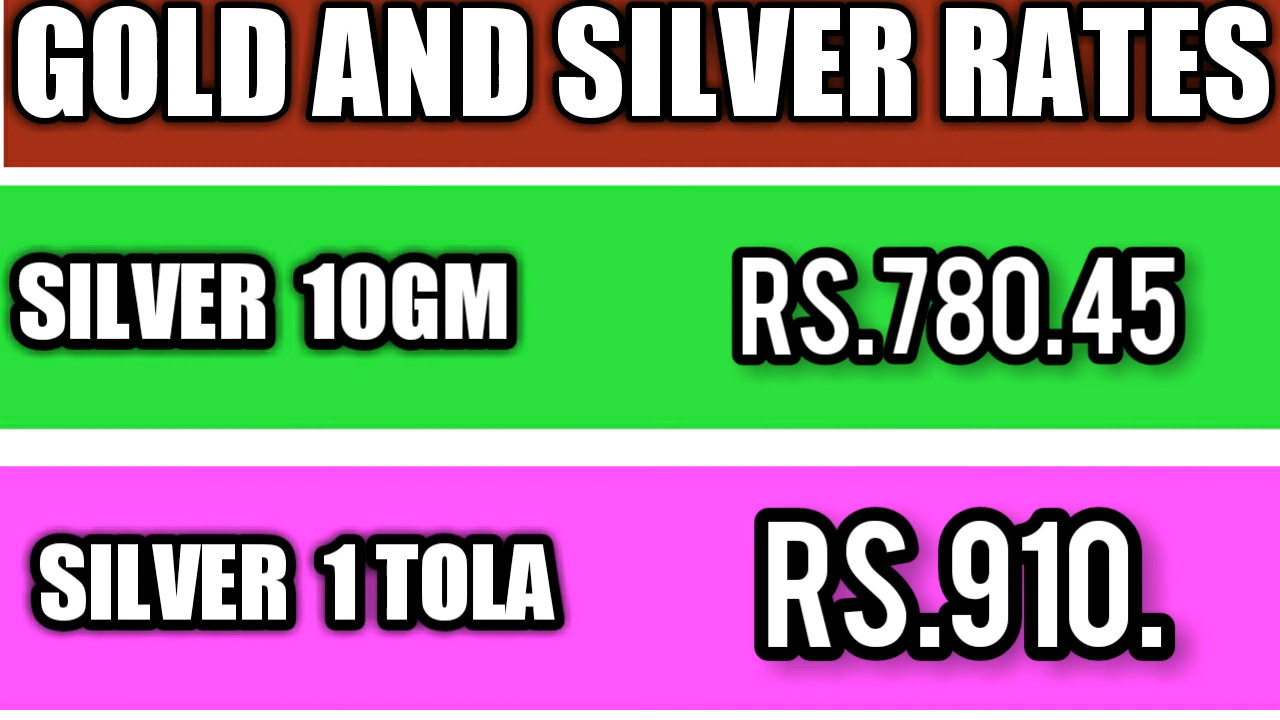 GOLD AND SILVER RATES
SILVER 10GM RS.780.45
SILVER 1 TOLA RS.910.